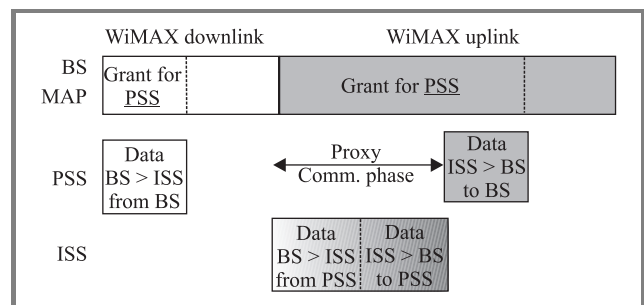 WiMAX downlink WiMAX uplink
BS
MAP
Grant for
PSS
Grant for PSS
PSS
Data
BS > ISS
from BS
Proxy
Comm. phase
Data
ISS > BS
to BS
ISS
Data
BS > ISS
from PSS
Data
ISS > BS
to PSS